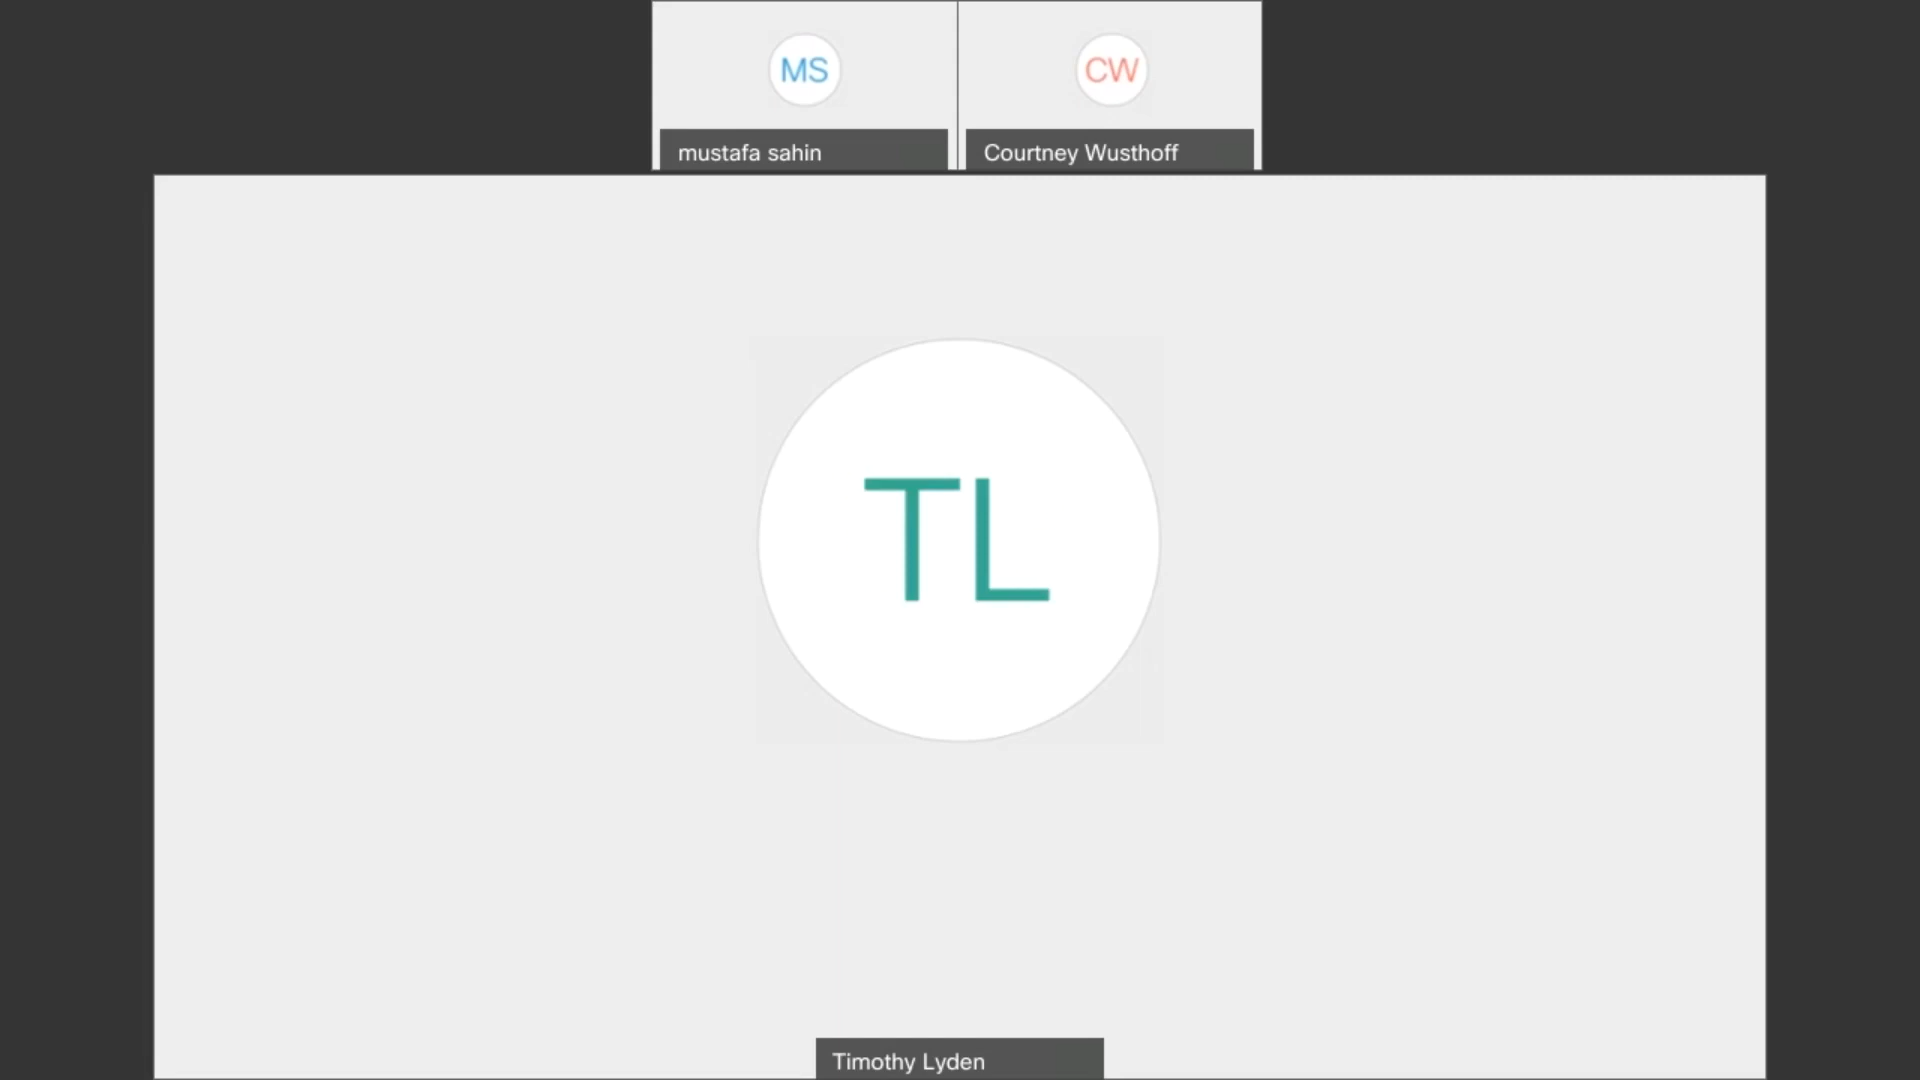 MS
CW
mustafa sahin
Courtney Wusthoff
TL
Timothy Lyden